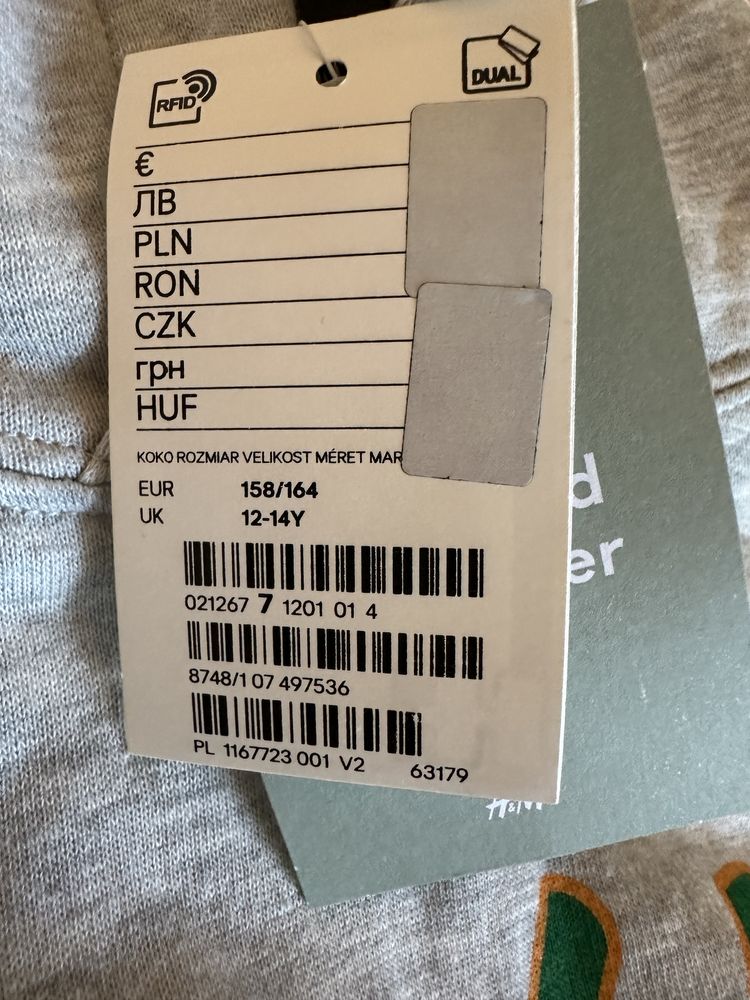 RFID
DUAL
€
ЛВ
PLN
RON
CZK
грн
HUF
KOKO ROZMIAR VELIKOST MÉRET MAR
EUR 158/164
UK 12-14Y
021267 7 1201 01 4
8748/1 07 497536
PL 1167723 001 V2 63179
d
er
H&M